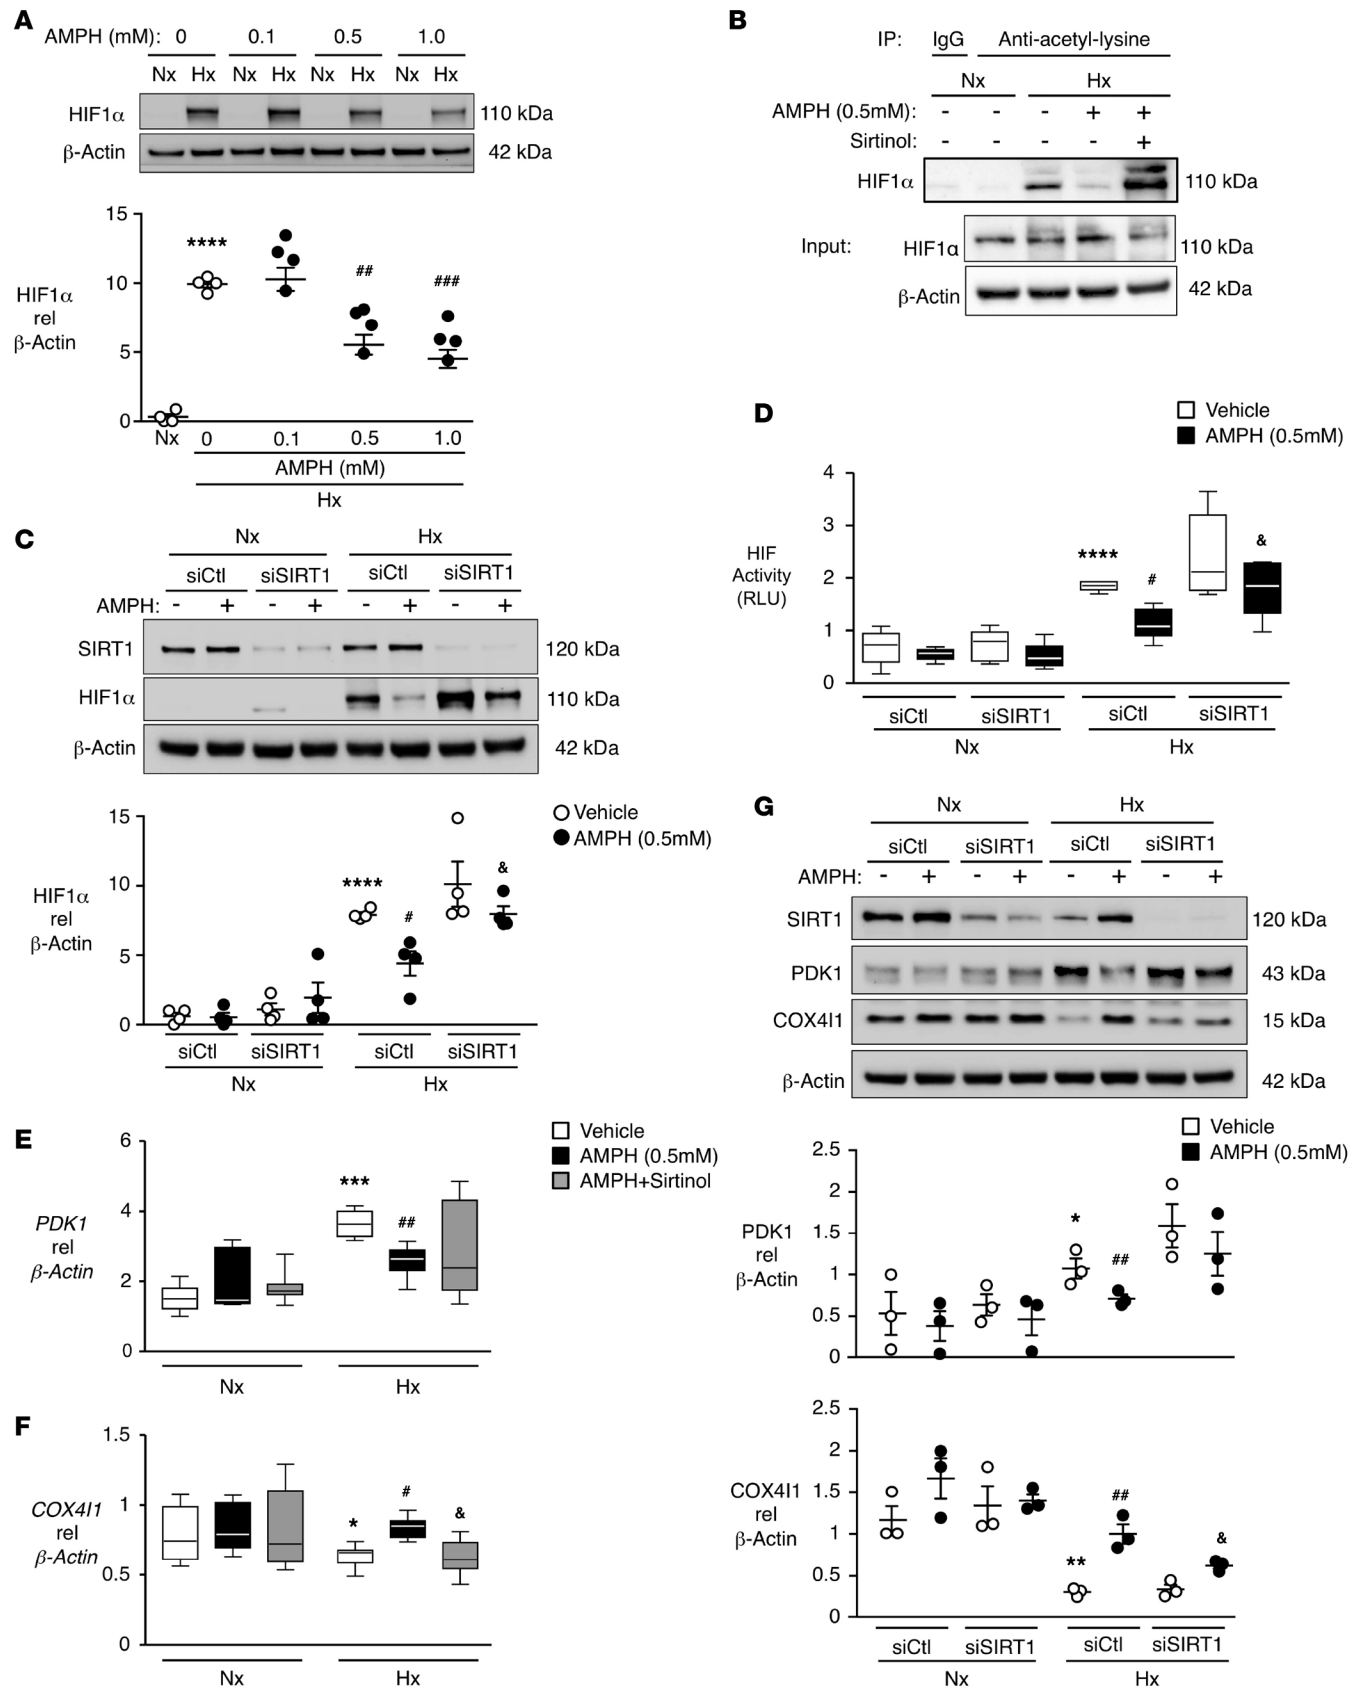 A
AMPH (mM): 0 0.1 0.5 1.0
Nx Hx Nx Hx Nx Hx Nx Hx
HIF1α 110 kDa
β-Actin 42 kDa
15
10
5
0
HIF1α
rel
β-Actin
****
##
###
Nx 0 0.1 0.5 1.0
AMPH (mM)
Hx
B
IP: IgG Anti-acetyl-lysine
Nx Hx
AMPH (0.5mM): - - - + +
Sirtinol: - - - - +
HIF1α 110 kDa
Input: HIF1α 110 kDa
β-Actin 42 kDa
C
Nx Hx
siCtl siSIRT1 siCtl siSIRT1
AMPH: - + - + - + - +
SIRT1 120 kDa
HIF1α 110 kDa
β-Actin 42 kDa
Vehicle
AMPH (0.5mM)
15
10
5
0
HIF1α
rel
β-Actin
****
#
&
siCtl siSIRT1 siCtl siSIRT1
Nx Hx
D
Vehicle
AMPH (0.5mM)
4
3
2
1
0
HIF
Activity
(RLU)
****
#
&
siCtl siSIRT1 siCtl siSIRT1
Nx Hx
E
Vehicle
AMPH (0.5mM)
AMPH+Sirtinol
6
4
2
0
PDK1
rel
β-Actin
***
##
Nx Hx
F
1.5
1
0.5
0
COX4I1
rel
β-Actin
*
#
&
Nx Hx
G
Nx Hx
siCtl siSIRT1 siCtl siSIRT1
AMPH: - + - + - + - +
SIRT1 120 kDa
PDK1 43 kDa
COX4I1 15 kDa
β-Actin 42 kDa
Vehicle
AMPH (0.5mM)
2.5
2
1.5
1
0.5
0
PDK1
rel
β-Actin
*
##
2.5
2
1.5
1
0.5
0
COX4I1
rel
β-Actin
**
##
&
siCtl siSIRT1 siCtl siSIRT1
Nx Hx